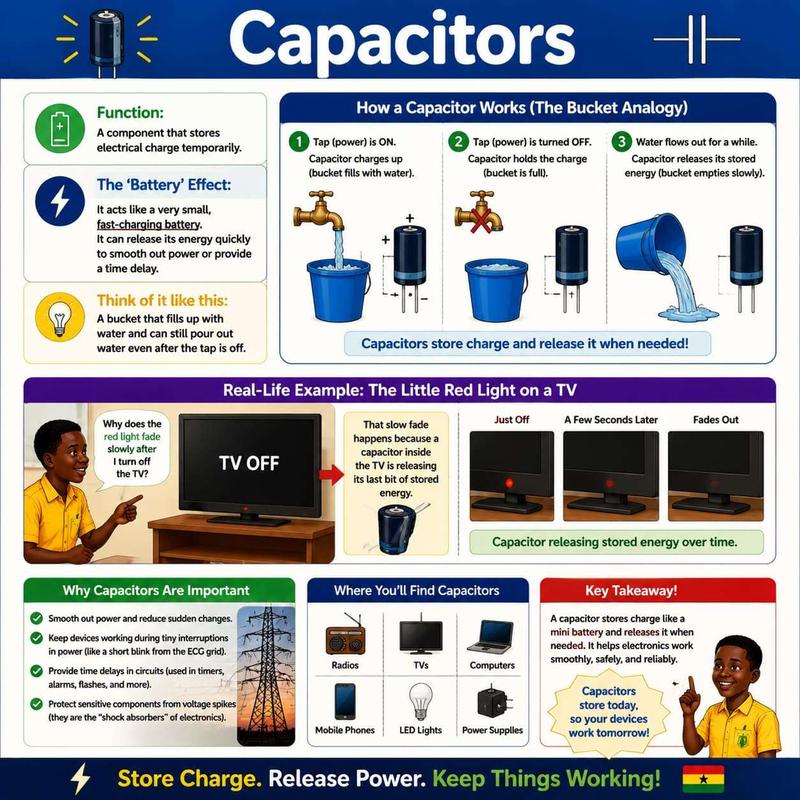 Capacitors
Function:
A component that stores
electrical charge temporarily.
The ‘Battery’ Effect:
It acts like a very small,
fast-charging battery.
It can release its energy quickly
to smooth out power or provide
a time delay.
Think of it like this:
A bucket that fills up with
water and can still pour out
water even after the tap is off.
How a Capacitor Works (The Bucket Analogy)
1 Tap (power) is ON.
Capacitor charges up
(bucket fills with water).
2 Tap (power) is turned OFF.
Capacitor holds the charge
(bucket is full).
3 Water flows out for a while.
Capacitor releases its stored
energy (bucket empties slowly).
Capacitors store charge and release it when needed!
Real-Life Example: The Little Red Light on a TV
Why does the
red light fade
slowly after
I turn off
the TV?
TV OFF
That slow fade
happens because a
capacitor inside
the TV is releasing
its last bit of stored
energy.
Just Off
A Few Seconds Later
Fades Out
Capacitor releasing stored energy over time.
Why Capacitors Are Important
Smooth out power and reduce sudden changes.
Keep devices working during tiny interruptions
in power (like a short blink from the ECG grid).
Provide time delays in circuits (used in timers,
alarms, flashes, and more).
Protect sensitive components from voltage spikes
(they are the “shock absorbers” of electronics).
Where You’ll Find Capacitors
Radios
TVs
Computers
Mobile Phones
LED Lights
Power Supplies
Key Takeaway!
A capacitor stores charge like a
mini battery and releases it when
needed. It helps electronics work
smoothly, safely, and reliably.
Capacitors
store today,
so your devices
work tomorrow!
Store Charge. Release Power. Keep Things Working!